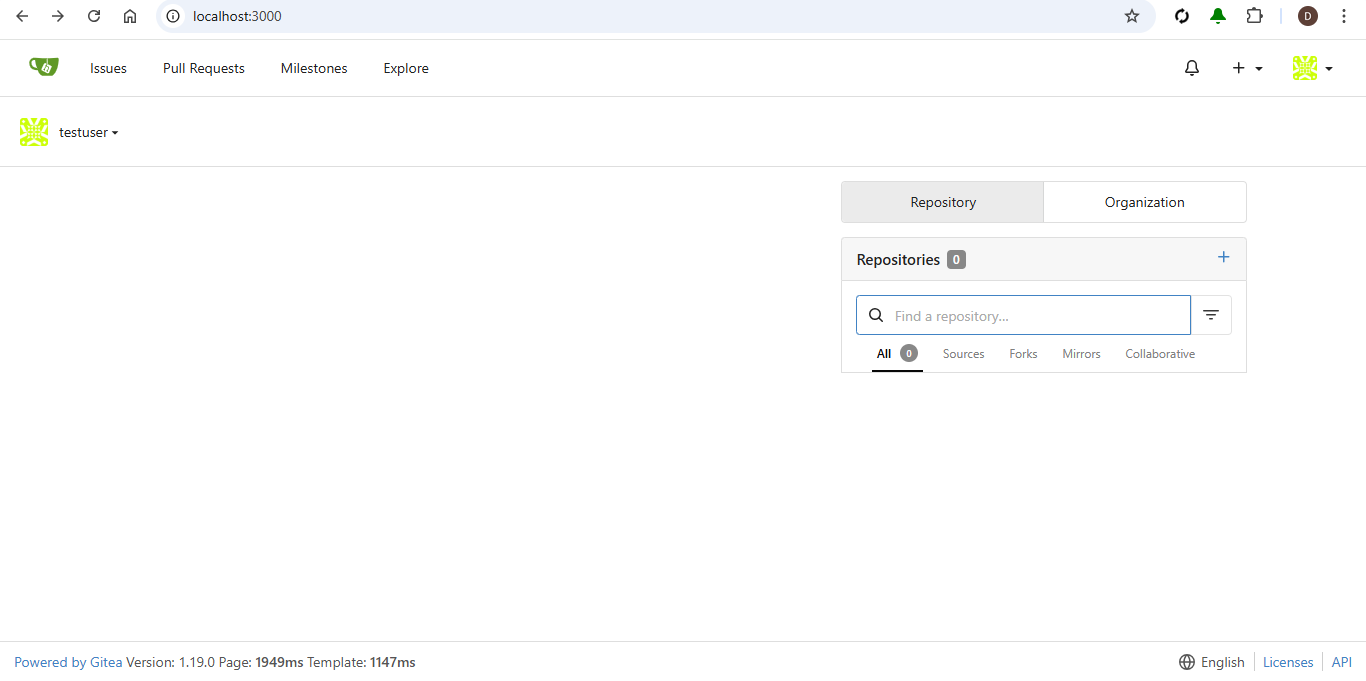 localhost:3000
D
Issues Pull Requests Milestones Explore
testuser
Repository Organization
Repositories 0
Find a repository...
All 0 Sources Forks Mirrors Collaborative
Powered by Gitea Version: 1.19.0 Page: 1949ms Template: 1147ms English Licenses API